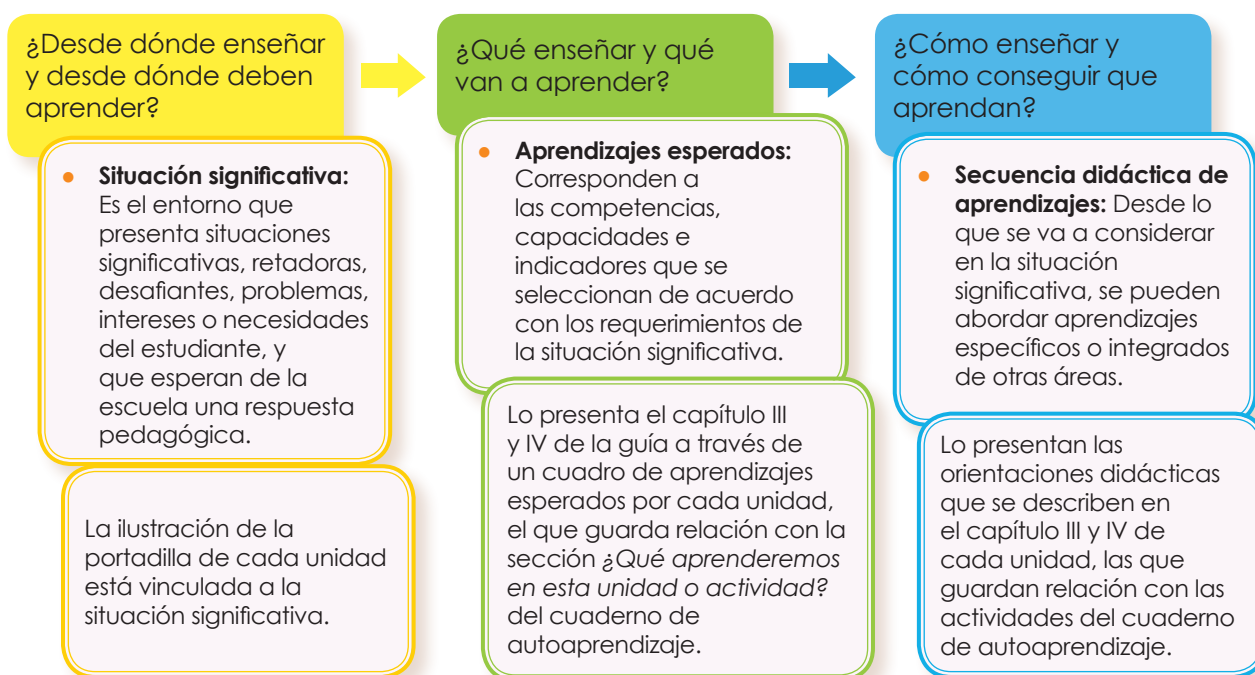 ¿Desde dónde enseñar
y desde dónde deben
aprender?
• Situación significativa:
Es el entorno que
presenta situaciones
significativas, retadoras,
desafiantes, problemas,
intereses o necesidades
del estudiante, y
que esperan de la
escuela una respuesta
pedagógica.
La ilustración de la
portadilla de cada unidad
está vinculada a la
situación significativa.
¿Qué enseñar y qué
van a aprender?
• Aprendizajes esperados:
Corresponden a
las competencias,
capacidades e
indicadores que se
seleccionan de acuerdo
con los requerimientos de
la situación significativa.
Lo presenta el capítulo III
y IV de la guía a través de
un cuadro de aprendizajes
esperados por cada unidad,
el que guarda relación con la
sección ¿Qué aprenderemos
en esta unidad o actividad?
del cuaderno de
autoaprendizaje.
¿Cómo enseñar y
cómo conseguir que
aprendan?
• Secuencia didáctica de
aprendizajes: Desde lo
que se va a considerar
en la situación
significativa, se pueden
abordar aprendizajes
específicos o integrados
de otras áreas.
Lo presentan las
orientaciones didácticas
que se describen en
el capítulo III y IV de
cada unidad, las que
guardan relación con las
actividades del cuaderno
de autoaprendizaje.